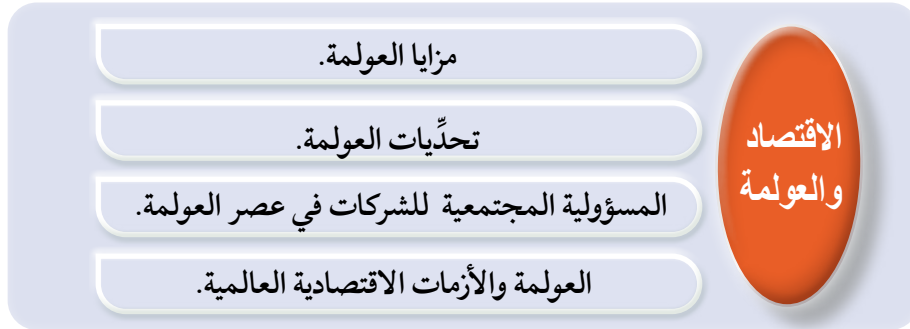 الاقتصاد
والعولمة
مزايا العولمة.
تحدِّيات العولمة.
المسؤولية المجتمعية للشركات في عصر العولمة.
العولمة والأزمات الاقتصادية العالمية.